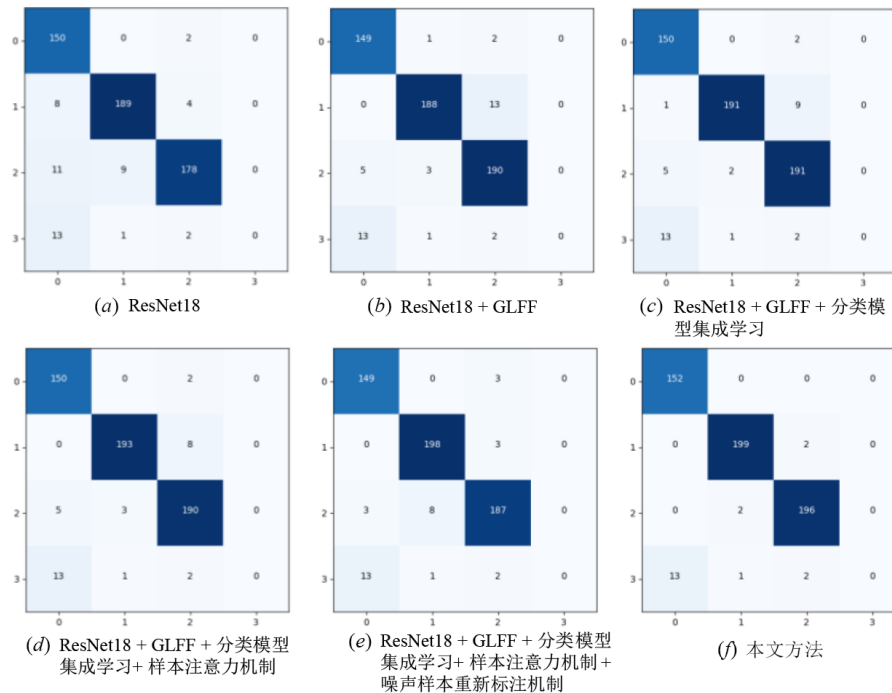 0 150 0 2 0
1 8 189 4 0
2 11 9 178 0
3 13 1 2 0
0 1 2 3
(a) ResNet18
0 149 1 2 0
1 0 188 13 0
2 5 3 190 0
3 13 1 2 0
0 1 2 3
(b) ResNet18 + GLFF
0 150 0 2 0
1 1 191 9 0
2 5 2 191 0
3 13 1 2 0
0 1 2 3
(c) ResNet18 + GLFF + 分类模
型集成学习
0 150 0 2 0
1 0 193 8 0
2 5 3 190 0
3 13 1 2 0
0 1 2 3
(d) ResNet18 + GLFF + 分类模型
集成学习+ 样本注意力机制
0 149 0 3 0
1 0 198 3 0
2 3 8 187 0
3 13 1 2 0
0 1 2 3
(e) ResNet18 + GLFF + 分类模型
集成学习+ 样本注意力机制 +
噪声样本重新标注机制
0 152 0 0 0
1 0 199 2 0
2 0 2 196 0
3 13 1 2 0
0 1 2 3
(f) 本文方法